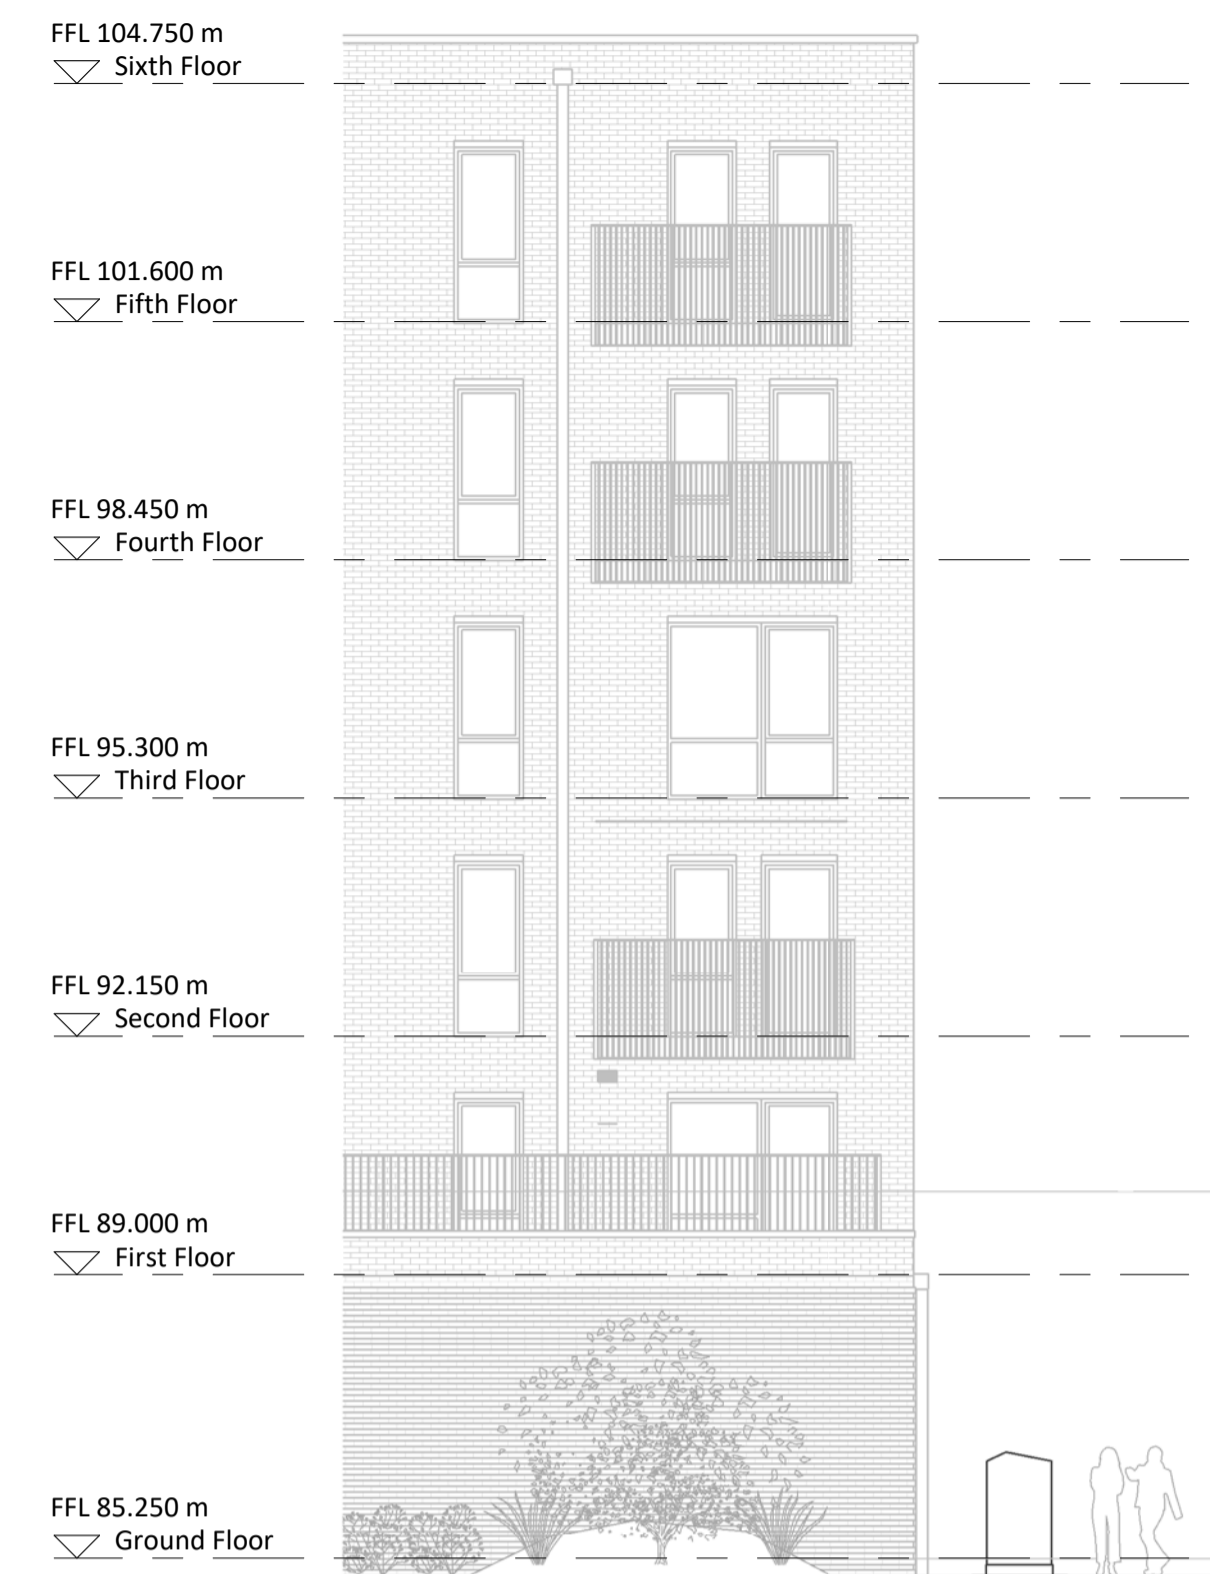 FFL 104.750 m
Sixth Floor
FFL 101.600 m
Fifth Floor
FFL 98.450 m
Fourth Floor
FFL 95.300 m
Third Floor
FFL 92.150 m
Second Floor
FFL 89.000 m
First Floor
FFL 85.250 m
Ground Floor